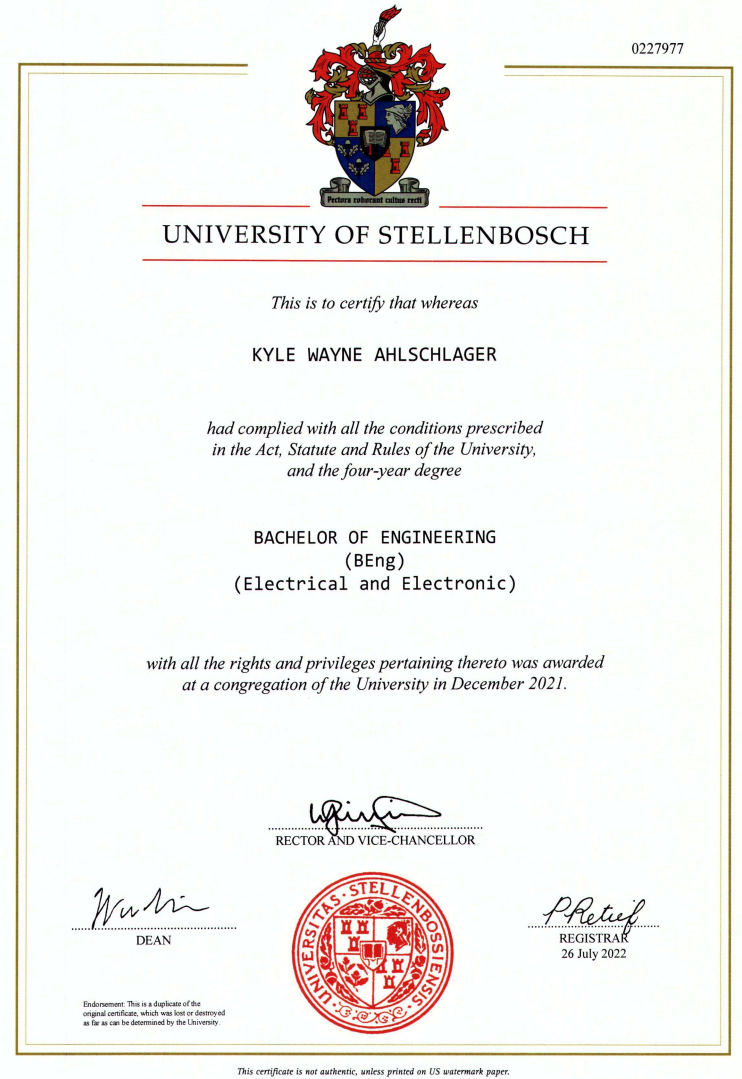 0227977
Pectora roborant cultus recti
UNIVERSITY OF STELLENBOSCH
This is to certify that whereas
KYLE WAYNE AHLSCHLAGER
had complied with all the conditions prescribed
in the Act, Statute and Rules of the University,
and the four-year degree
BACHELOR OF ENGINEERING
(BEng)
(Electrical and Electronic)
with all the rights and privileges pertaining thereto was awarded
at a congregation of the University in December 2021.
RECTOR AND VICE-CHANCELLOR
DEAN
UNIVERSITAS · STELLENBOSSIENSIS
PRetief
REGISTRAR
26 July 2022
Endorsement: This is a duplicate of the
original certificate, which was lost or destroyed
as far as can be determined by the University.
This certificate is not authentic, unless printed on US watermark paper.